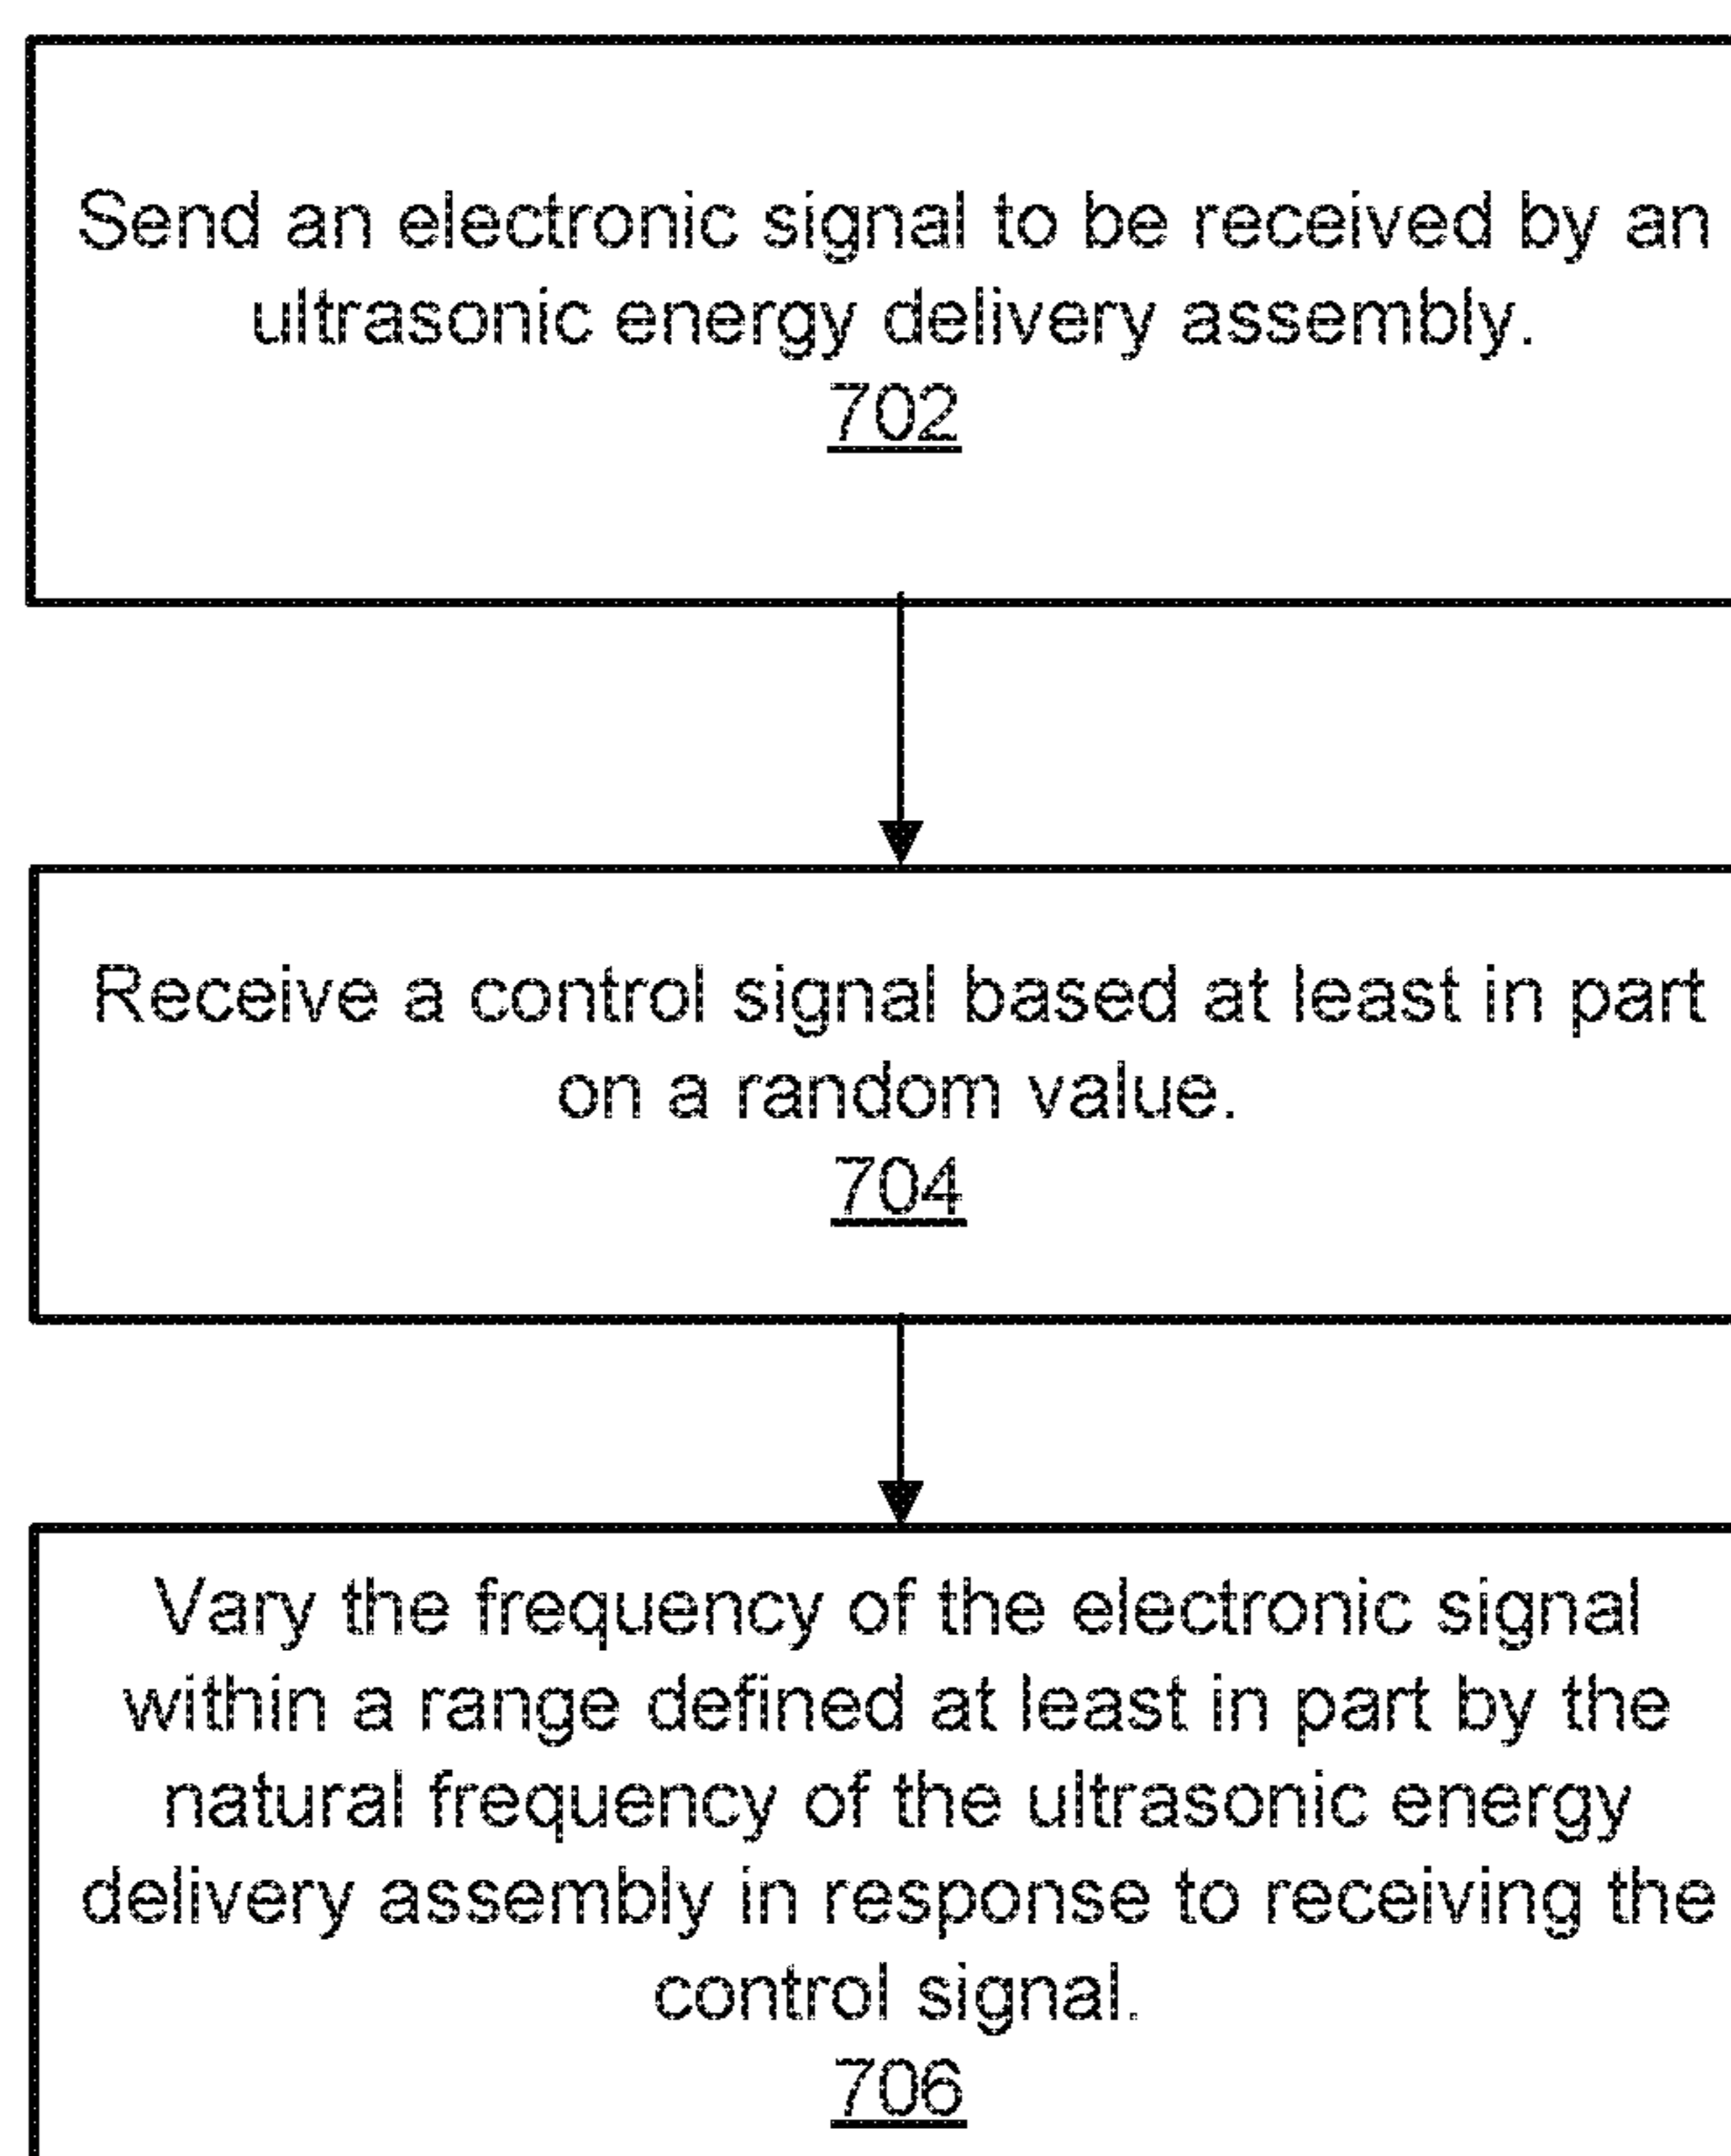 Send an electronic signal to be received by an
ultrasonic energy delivery assembly.
702
Receive a control signal based at least in part
on a random value.
704
Vary the frequency of the electronic signal
within a range defined at least in part by the
natural frequency of the ultrasonic energy
delivery assembly in response to receiving the
control signal.
706